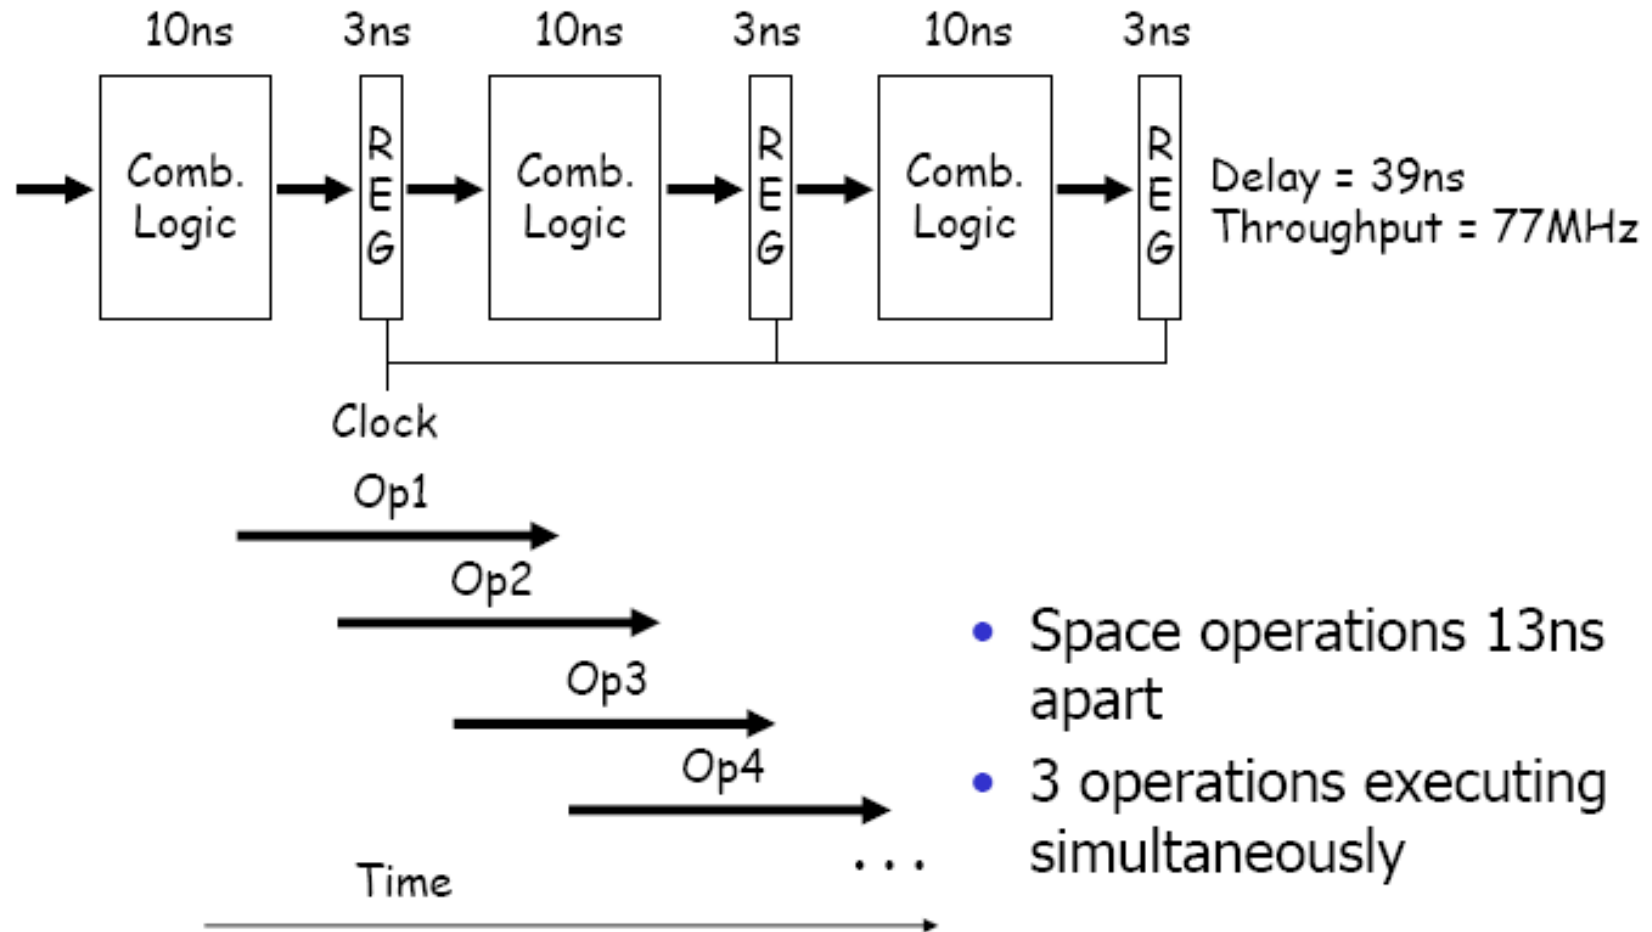 10ns 3ns 10ns 3ns 10ns 3ns
Comb.
Logic
R
E
G
Comb.
Logic
R
E
G
Comb.
Logic
R
E
G
Delay = 39ns
Throughput = 77MHz
Clock
Op1
Op2
Op3
Op4
• • •
Time
• Space operations 13ns
apart
• 3 operations executing
simultaneously